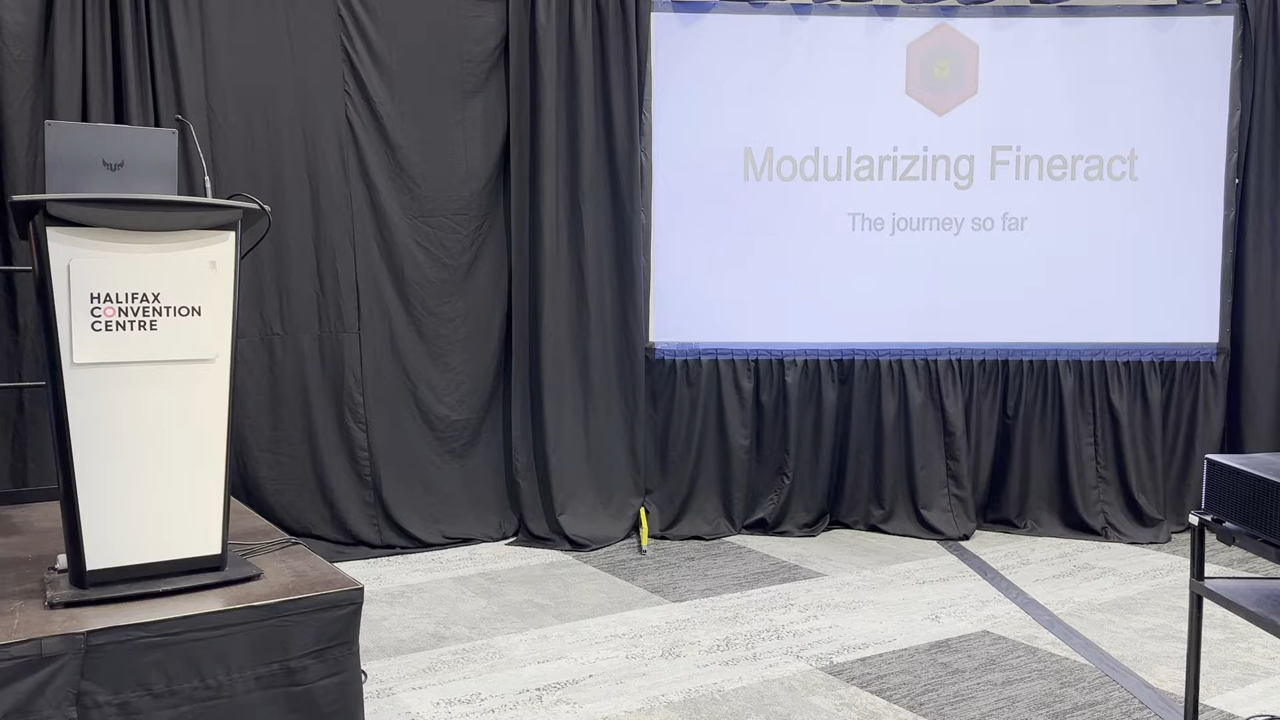 HALIFAX
CONVENTION
CENTRE
Modularizing Fineract
The journey so far